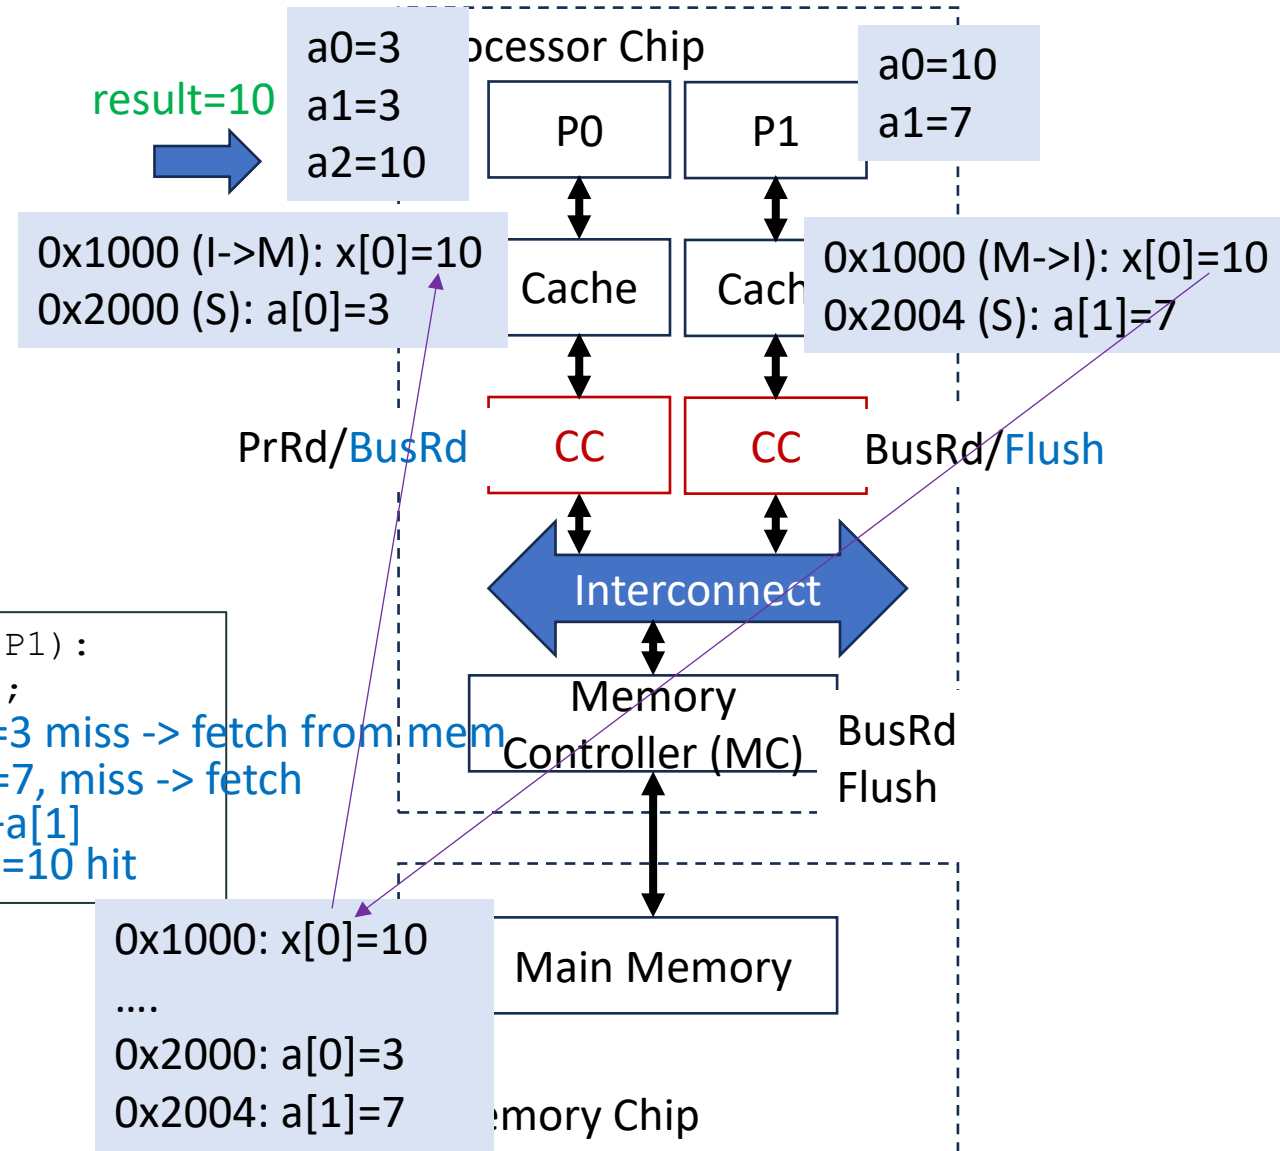 a0=3
a1=3
a2=10
ocessor Chip
a0=10
a1=7
result=10
P0
P1
0x1000 (I->M): x[0]=10
0x2000 (S): a[0]=3
Cache
Cach
0x1000 (M->I): x[0]=10
0x2004 (S): a[1]=7
PrRd/BusRd
CC
CC
BusRd/Flush
Interconnect
P1):
;
=3 miss -> fetch from mem
=7, miss -> fetch
a[1]
=10 hit
Memory
Controller (MC)
BusRd
Flush
0x1000: x[0]=10
....
0x2000: a[0]=3
0x2004: a[1]=7
Main Memory
emory Chip